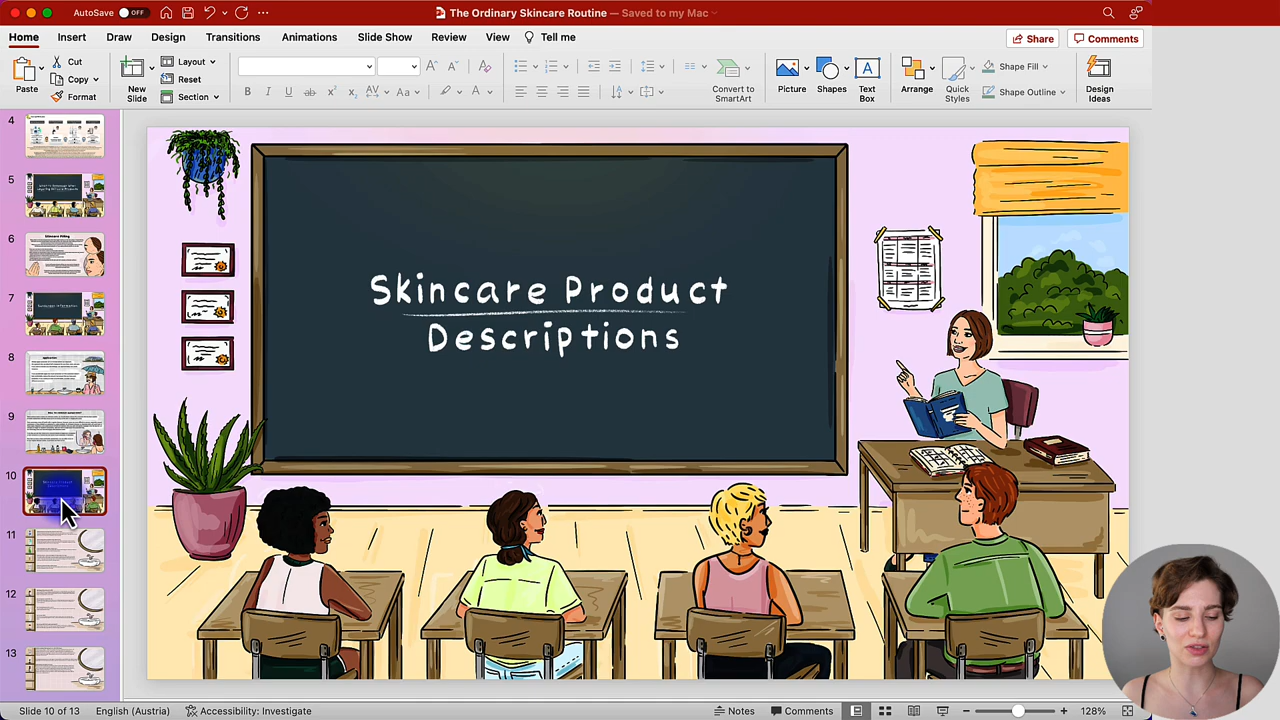 AutoSave OFF
The Ordinary Skincare Routine — Saved to my Mac
Home Insert Draw Design Transitions Animations Slide Show Review View Tell me
Share Comments
Paste
Cut
Copy
Format
New
Slide
Layout
Reset
Section
Convert to
SmartArt
Picture
Shapes
Text
Box
Arrange
Quick
Styles
Shape Fill
Shape Outline
Design
Ideas
4
5
6
7
8
9
10
11
12
13
Skincare Product
Descriptions
Slide 10 of 13 English (Austria) Accessibility: Investigate Notes Comments 128%